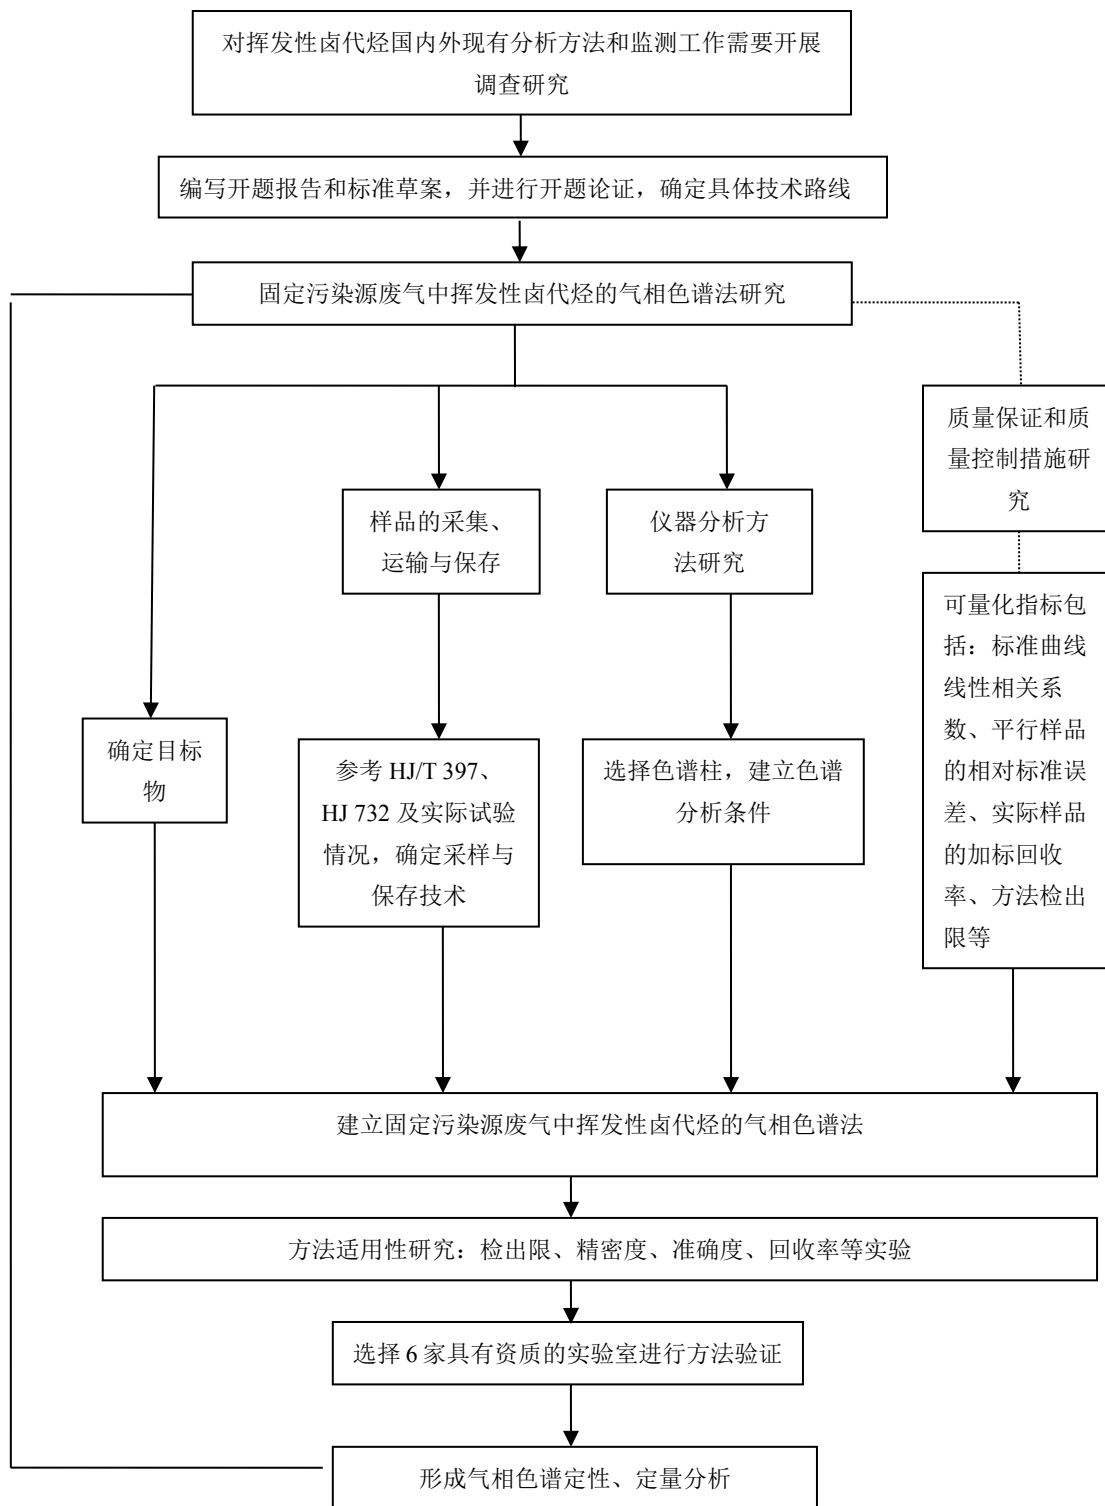 对挥发性卤代烃国内外现有分析方法和监测工作需要开展
调查研究
编写开题报告和标准草案，并进行开题论证，确定具体技术路线
固定污染源废气中挥发性卤代烃的气相色谱法研究
质量保证和质
量控制措施研
究
样品的采集、
运输与保存
仪器分析方
法研究
可量化指标包
括：标准曲线
线性相关系
数、平行样品
的相对标准误
差、实际样品
的加标回收
率、方法检出
限等
确定目标
物
参考 HJ/T 397、
HJ 732 及实际试验
情况，确定采样与
保存技术
选择色谱柱，建立色谱
分析条件
建立固定污染源废气中挥发性卤代烃的气相色谱法
方法适用性研究：检出限、精密度、准确度、回收率等实验
选择 6 家具有资质的实验室进行方法验证
形成气相色谱定性、定量分析